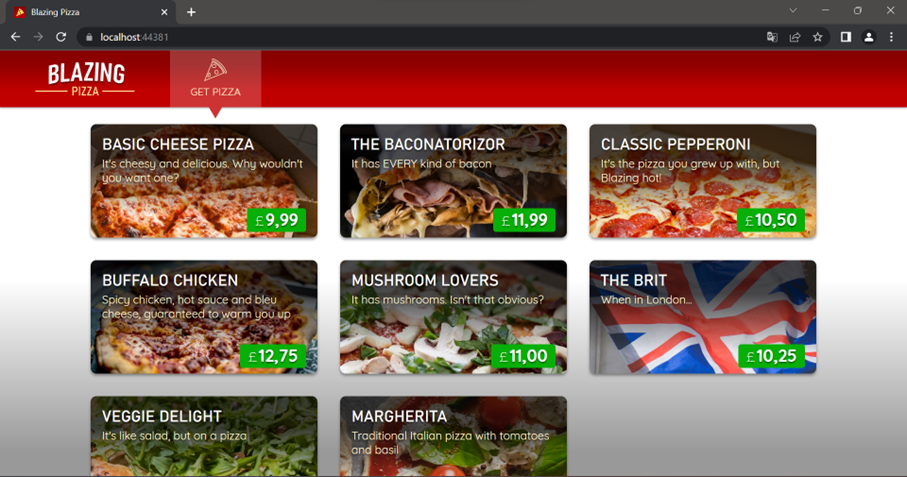 Blazing Pizza
localhost:44381
BLAZING
PIZZA
GET PIZZA
BASIC CHEESE PIZZA
It's cheesy and delicious. Why wouldn't
you want one?
£9,99
THE BACONATORIZOR
It has EVERY kind of bacon
£11,99
CLASSIC PEPPERONI
It's the pizza you grew up with, but
Blazing hot!
£10,50
BUFFALO CHICKEN
Spicy chicken, hot sauce and bleu
cheese, guaranteed to warm you up
£12,75
MUSHROOM LOVERS
It has mushrooms. Isn't that obvious?
£11,00
THE BRIT
When in London...
£10,25
VEGGIE DELIGHT
It's like salad, but on a pizza
MARGHERITA
Traditional Italian pizza with tomatoes
and basil